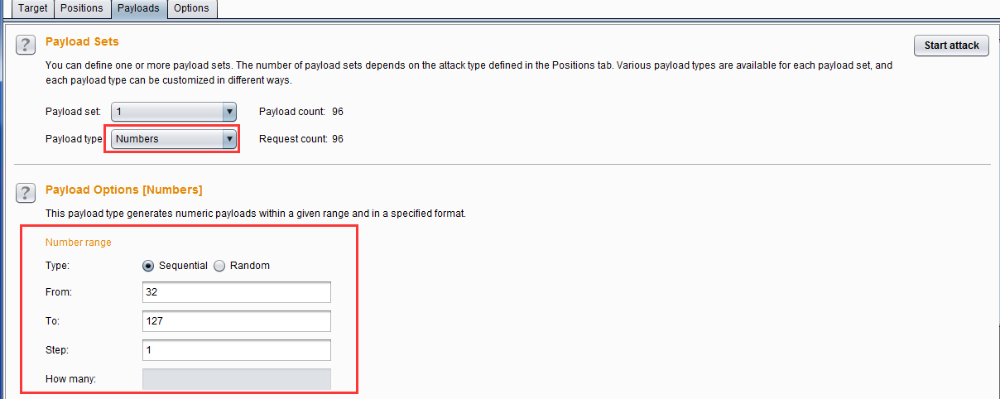 Target Positions Payloads Options
? Payload Sets
Start attack
You can define one or more payload sets. The number of payload sets depends on the attack type defined in the Positions tab. Various payload types are available for each payload set, and
each payload type can be customized in different ways.
Payload set: 1 Payload count: 96
Payload type: Numbers Request count: 96
? Payload Options [Numbers]
This payload type generates numeric payloads within a given range and in a specified format.
Number range
Type: Sequential Random
From: 32
To: 127
Step: 1
How many: